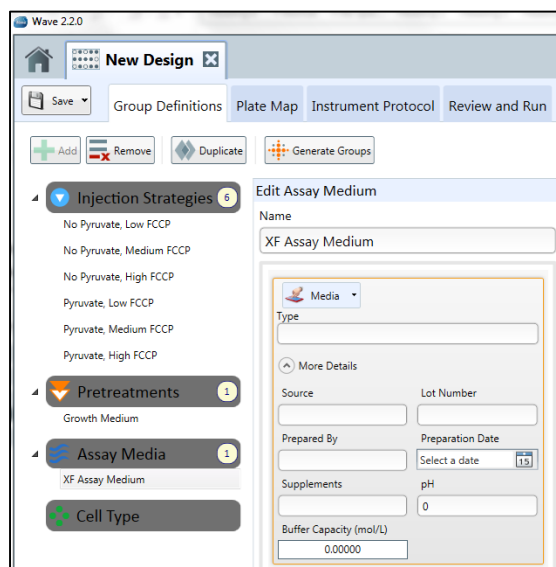 Wave 2.2.0
New Design
Save
Group Definitions
Plate Map
Instrument Protocol
Review and Run
Add
Remove
Duplicate
Generate Groups
Injection Strategies 6
No Pyruvate, Low FCCP
No Pyruvate, Medium FCCP
No Pyruvate, High FCCP
Pyruvate, Low FCCP
Pyruvate, Medium FCCP
Pyruvate, High FCCP
Pretreatments 1
Growth Medium
Assay Media 1
XF Assay Medium
Cell Type
Edit Assay Medium
Name
XF Assay Medium
Media
Type
More Details
Source
Lot Number
Prepared By
Preparation Date
Select a date 15
Supplements
pH
0
Buffer Capacity (mol/L)
0.00000